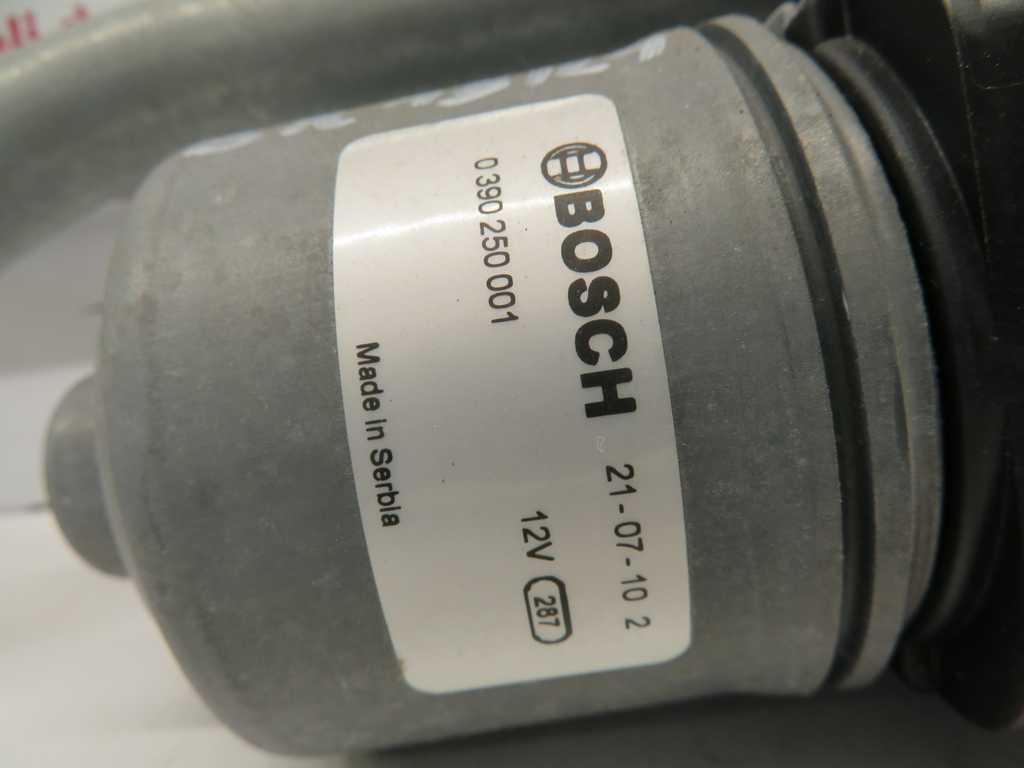 BOSCH 21-07-10 2
0 390 250 001
12V 287
Made in Serbia